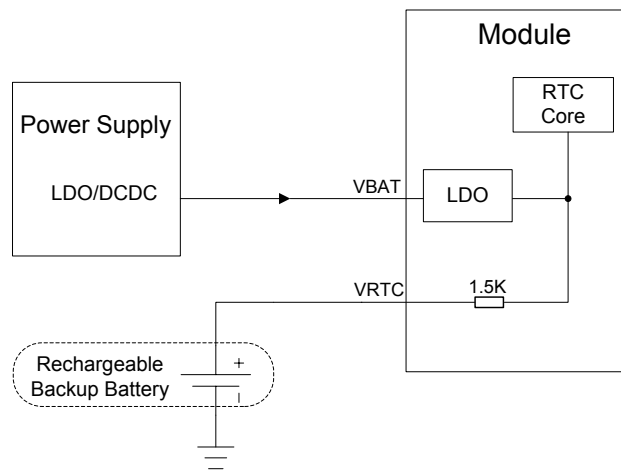 Module
RTC
Core
Power Supply
LDO/DCDC
VBAT
LDO
VRTC
1.5K
Rechargeable
Backup Battery
+